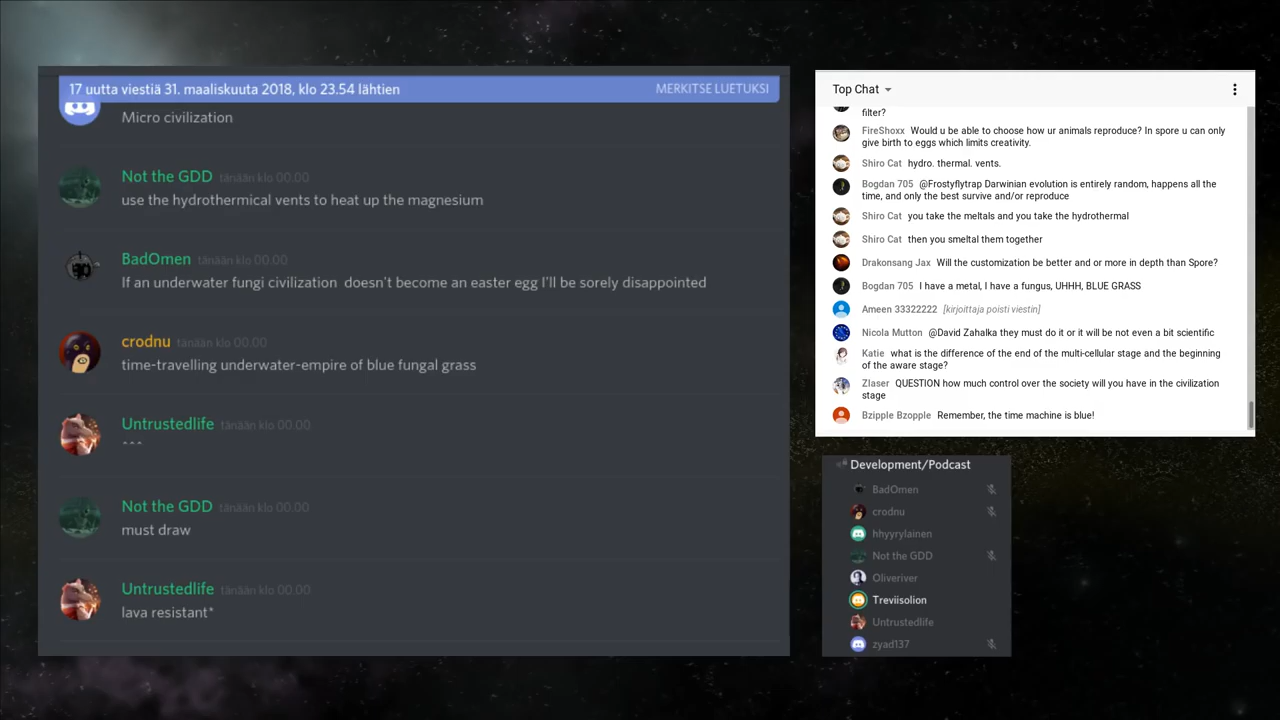 17 uutta viestiä 31. maaliskuuta 2018, klo 23.54 lähtien
MERKITSE LUETUKSI
Micro civilization
Not the GDD tänään klo 00.00
use the hydrothermical vents to heat up the magnesium
BadOmen tänään klo 00.00
If an underwater fungi civilization doesn't become an easter egg I'll be sorely disappointed
crodnu tänään klo 00.00
time-travelling underwater-empire of blue fungal grass
Untrustedlife tänään klo 00.00
^^^
Not the GDD tänään klo 00.00
must draw
Untrustedlife tänään klo 00.00
lava resistant*
Top Chat
filter?
FireShoxx Would u be able to choose how ur animals reproduce? In spore u can only
give birth to eggs which limits creativity.
Shiro Cat hydro. thermal. vents.
Bogdan 705 @Frostyflytrap Darwinian evolution is entirely random, happens all the
time, and only the best survive and/or reproduce
Shiro Cat you take the meltals and you take the hydrothermal
Shiro Cat then you smeltal them together
Drakonsang Jax Will the customization be better and or more in depth than Spore?
Bogdan 705 I have a metal, I have a fungus, UHHH, BLUE GRASS
Ameen 33322222 [kirjoittaja poisti viestin]
Nicola Mutton @David Zahalka they must do it or it will be not even a bit scientific
Katie what is the difference of the end of the multi-cellular stage and the beginning
of the aware stage?
Zlaser QUESTION how much control over the society will you have in the civilization
stage
Bzipple Bzopple Remember, the time machine is blue!
Development/Podcast
BadOmen
crodnu
hhyyrylainen
Not the GDD
Oliveriver
Treviisolion
Untrustedlife
zyad137